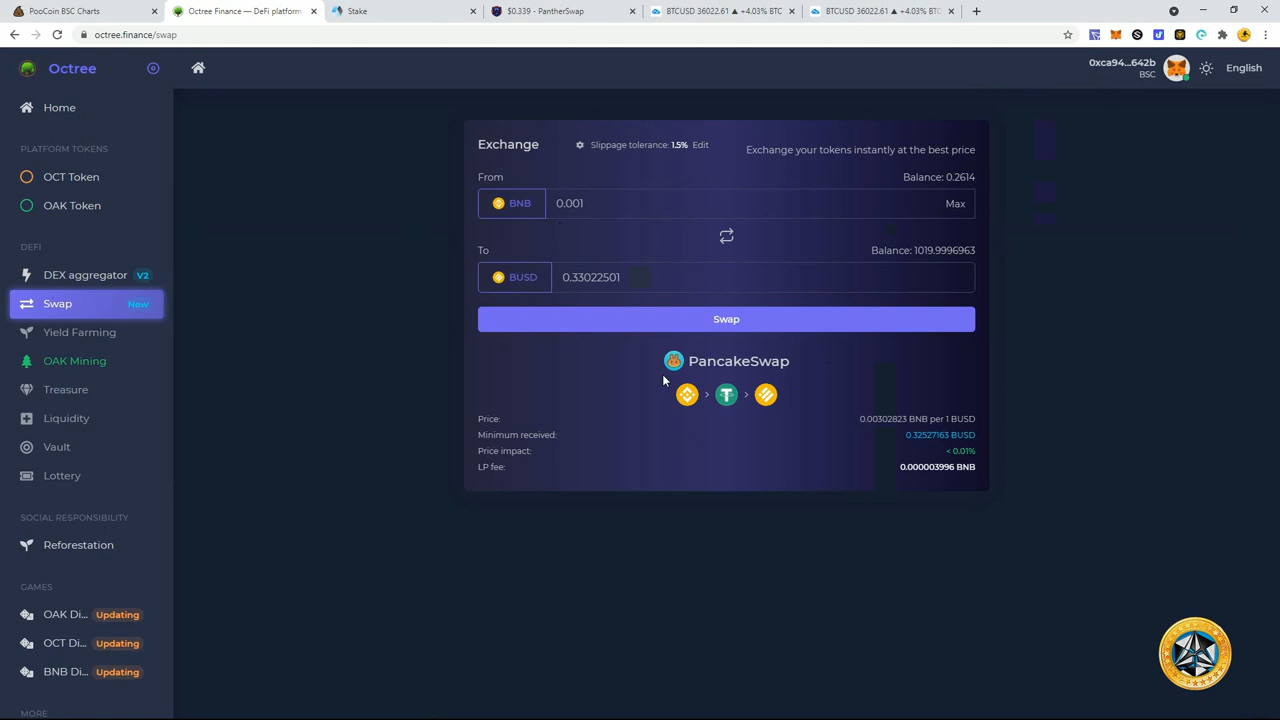 PooCoin BSC Charts
Octree Finance — DeFi platform
Stake
$0.339 - PantherSwap
BTCUSD 36022.61 ▲ +4.03% BTC
BTCUSD 36022.61 ▲ +4.03% BTC
octree.finance/swap
Octree
0xca94...642b
BSC
English
Home
PLATFORM TOKENS
OCT Token
OAK Token
DEFI
DEX aggregator V2
Swap New
Yield Farming
OAK Mining
Treasure
Liquidity
Vault
Lottery
SOCIAL RESPONSIBILITY
Reforestation
GAMES
OAK Di... Updating
OCT Di... Updating
BNB Di... Updating
MORE
Exchange
Slippage tolerance: 1.5% Edit
Exchange your tokens instantly at the best price
From
Balance: 0.2614
BNB
0.001
Max
To
Balance: 1019.9996963
BUSD
0.33022501
Swap
PancakeSwap
Price: 0.00302823 BNB per 1 BUSD
Minimum received: 0.32527163 BUSD
Price impact: < 0.01%
LP fee: 0.000003996 BNB